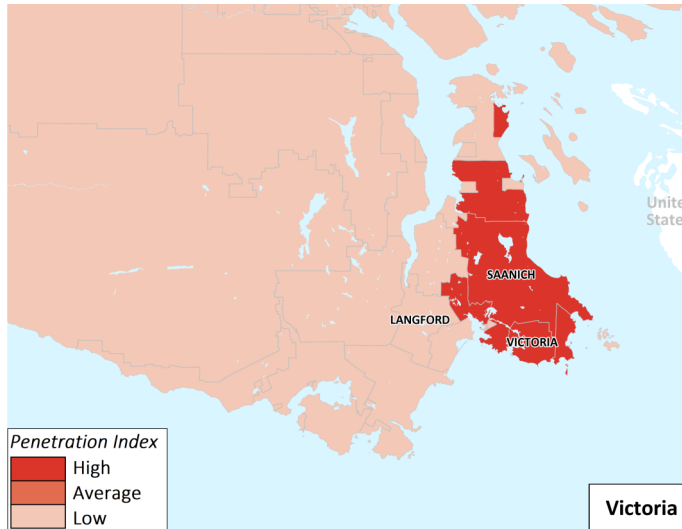 Unite
State
SAANICH
LANGFORD
VICTORIA
Penetration Index
High
Average
Low
Victoria